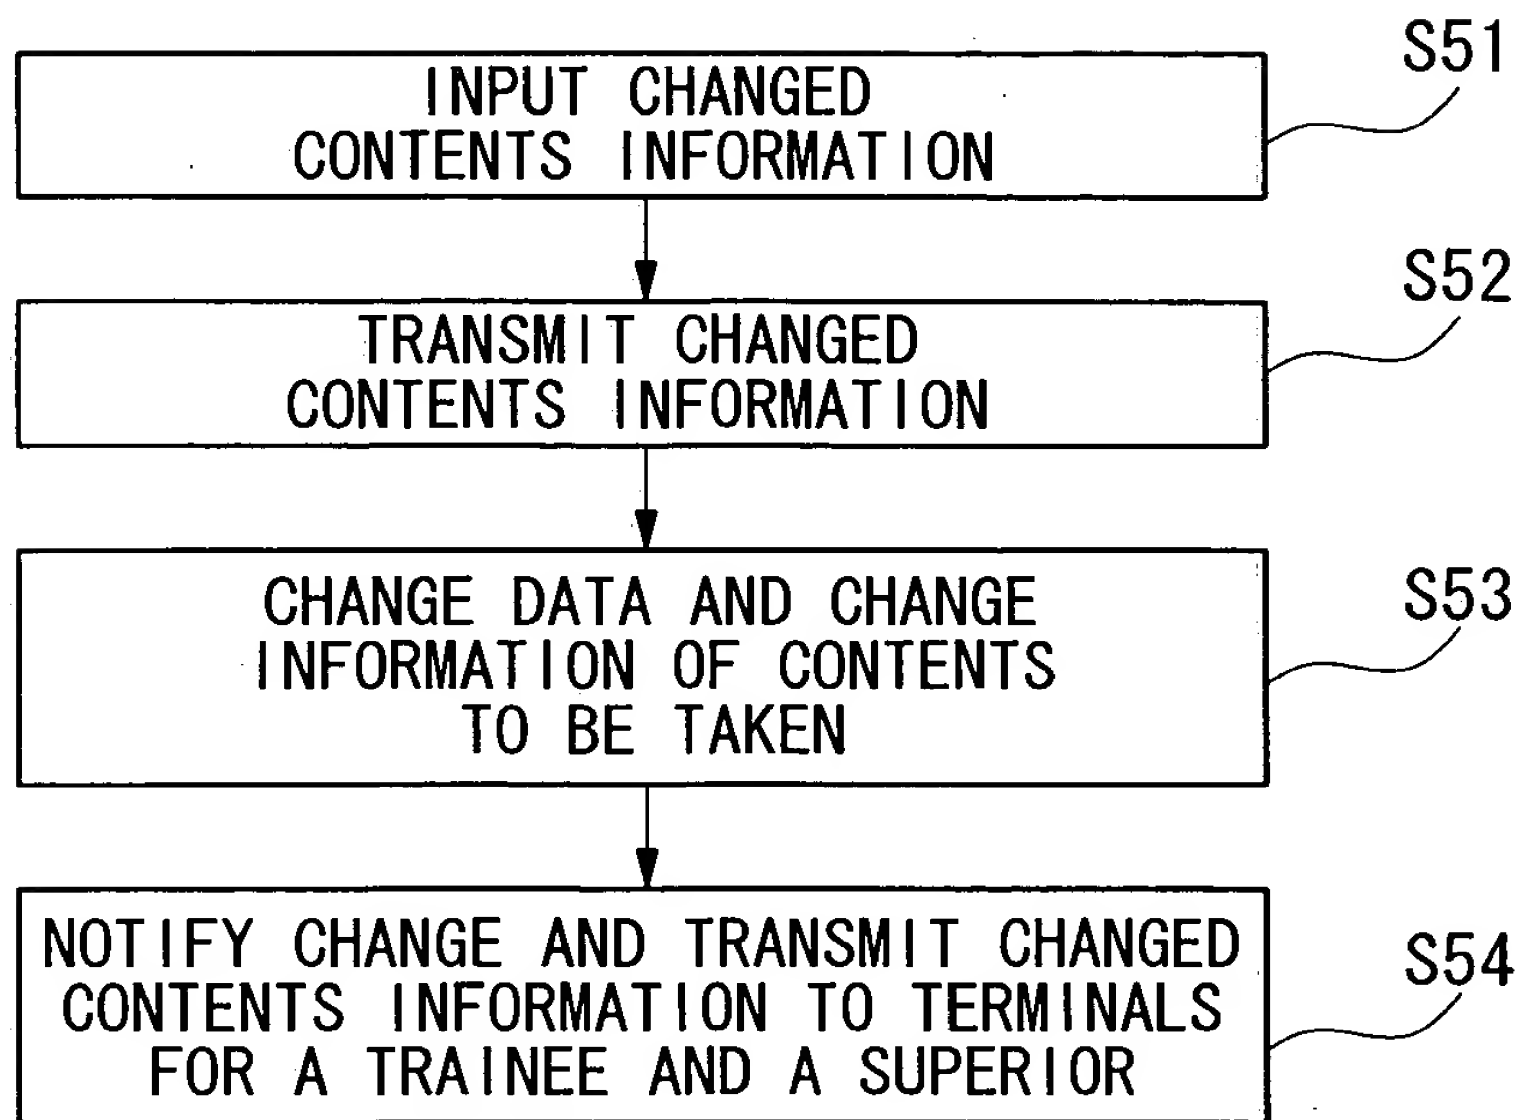 S51
INPUT CHANGED
CONTENTS INFORMATION
S52
TRANSMIT CHANGED
CONTENTS INFORMATION
S53
CHANGE DATA AND CHANGE
INFORMATION OF CONTENTS
TO BE TAKEN
S54
NOTIFY CHANGE AND TRANSMIT CHANGED
CONTENTS INFORMATION TO TERMINALS
FOR A TRAINEE AND A SUPERIOR